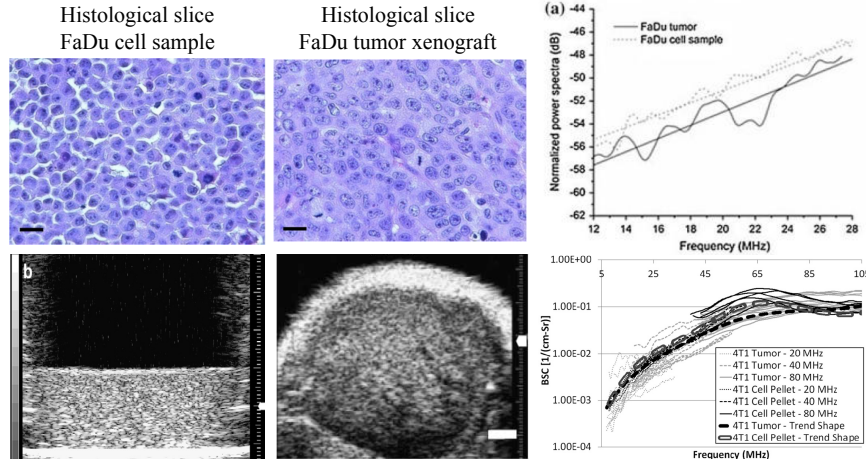 Histological slice
FaDu cell sample
Histological slice
FaDu tumor xenograft
(a)
Normalized power spectra (dB)
-44
-46
-48
-50
-52
-54
-56
-58
-60
-62
FaDu tumor
FaDu cell sample
12 14 16 18 20 22 24 26 28
Frequency (MHz)
b
BSC [1/(cm-Sr)]
1.00E+00
1.00E-01
1.00E-02
1.00E-03
1.00E-04
5 25 45 65 85 105
4T1 Tumor - 20 MHz
4T1 Tumor - 40 MHz
4T1 Tumor - 80 MHz
4T1 Cell Pellet - 20 MHz
4T1 Cell Pellet - 40 MHz
4T1 Cell Pellet - 80 MHz
4T1 Tumor - Trend Shape
4T1 Cell Pellet - Trend Shape
Frequency (MHz)